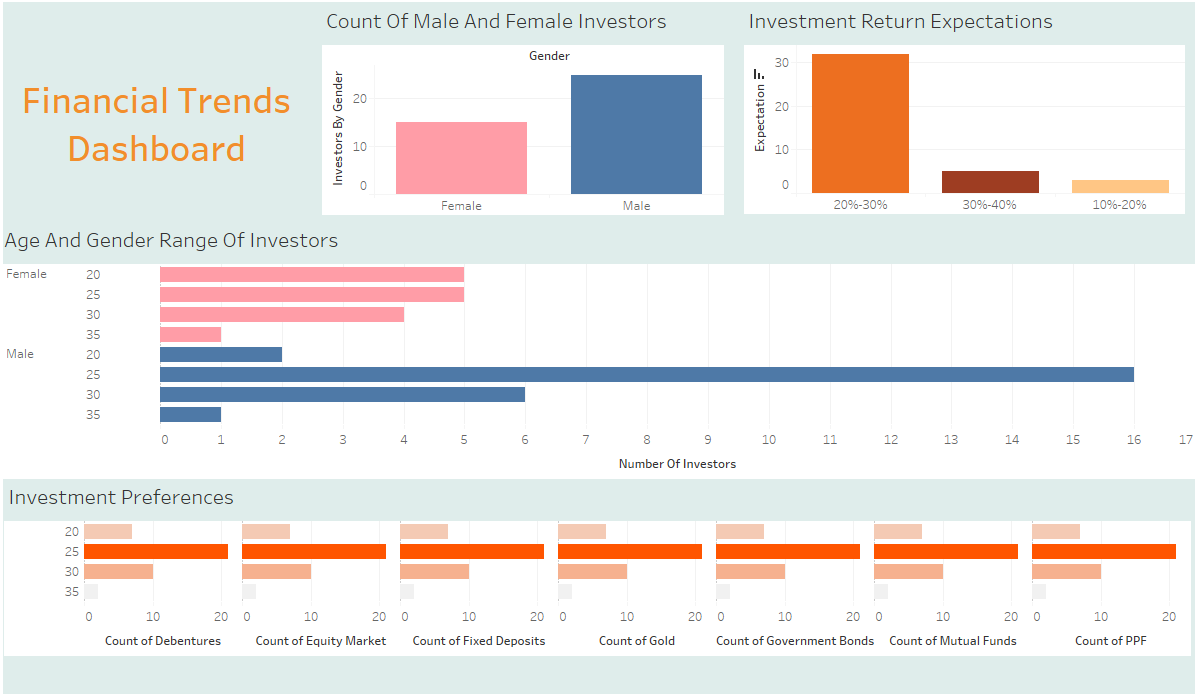 Financial Trends
Dashboard
Count Of Male And Female Investors
Gender
Investors By Gender
20
10
0
Female Male
Investment Return Expectations
Expectation
30
20
10
0
20%-30% 30%-40% 10%-20%
Age And Gender Range Of Investors
Female 20
25
30
35
Male 20
25
30
35
0 1 2 3 4 5 6 7 8 9 10 11 12 13 14 15 16 17
Number Of Investors
Investment Preferences
20
25
30
35
0 10 20 0 10 20 0 10 20 0 10 20 0 10 20 0 10 20 0 10 20
Count of Debentures Count of Equity Market Count of Fixed Deposits Count of Gold Count of Government Bonds Count of Mutual Funds Count of PPF